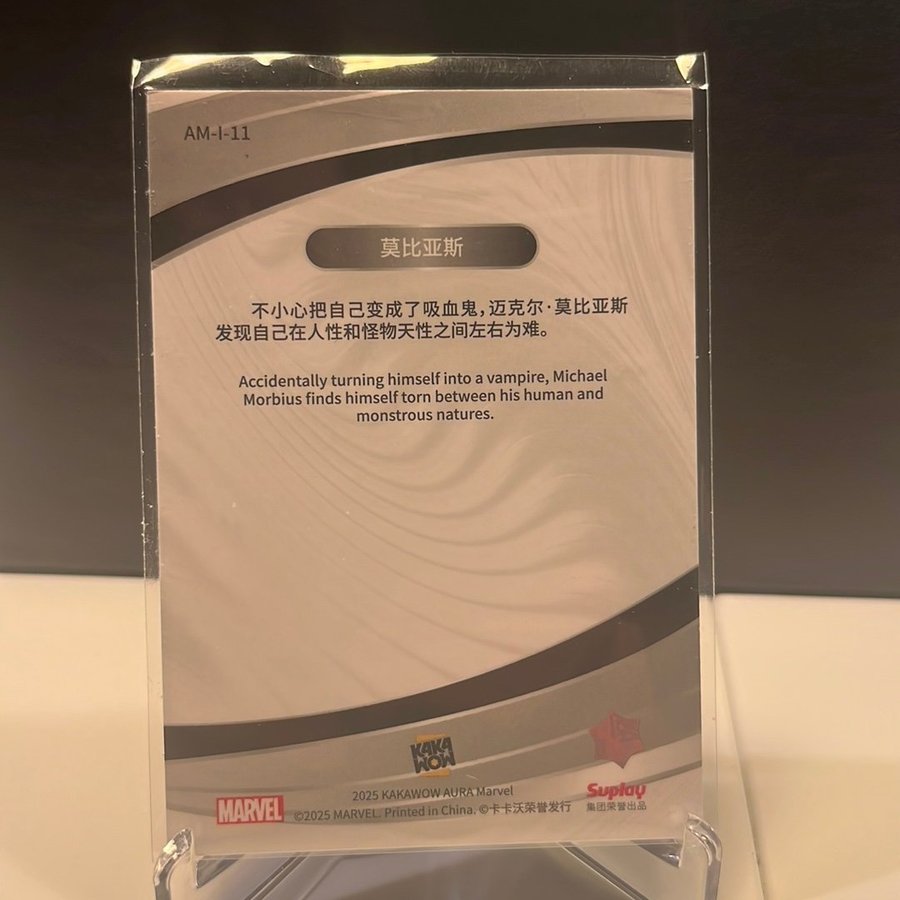 AM-I-11
莫比亚斯
不小心把自己变成了吸血鬼，迈克尔·莫比亚斯
发现自己在人性和怪物天性之间左右为难。
Accidentally turning himself into a vampire, Michael
Morbius finds himself torn between his human and
monstrous natures.
KAKA
WOW
2025 KAKAWOW AURA Marvel
MARVEL
©2025 MARVEL. Printed in China. ©卡卡沃荣誉发行
Suplay
集团荣誉出品